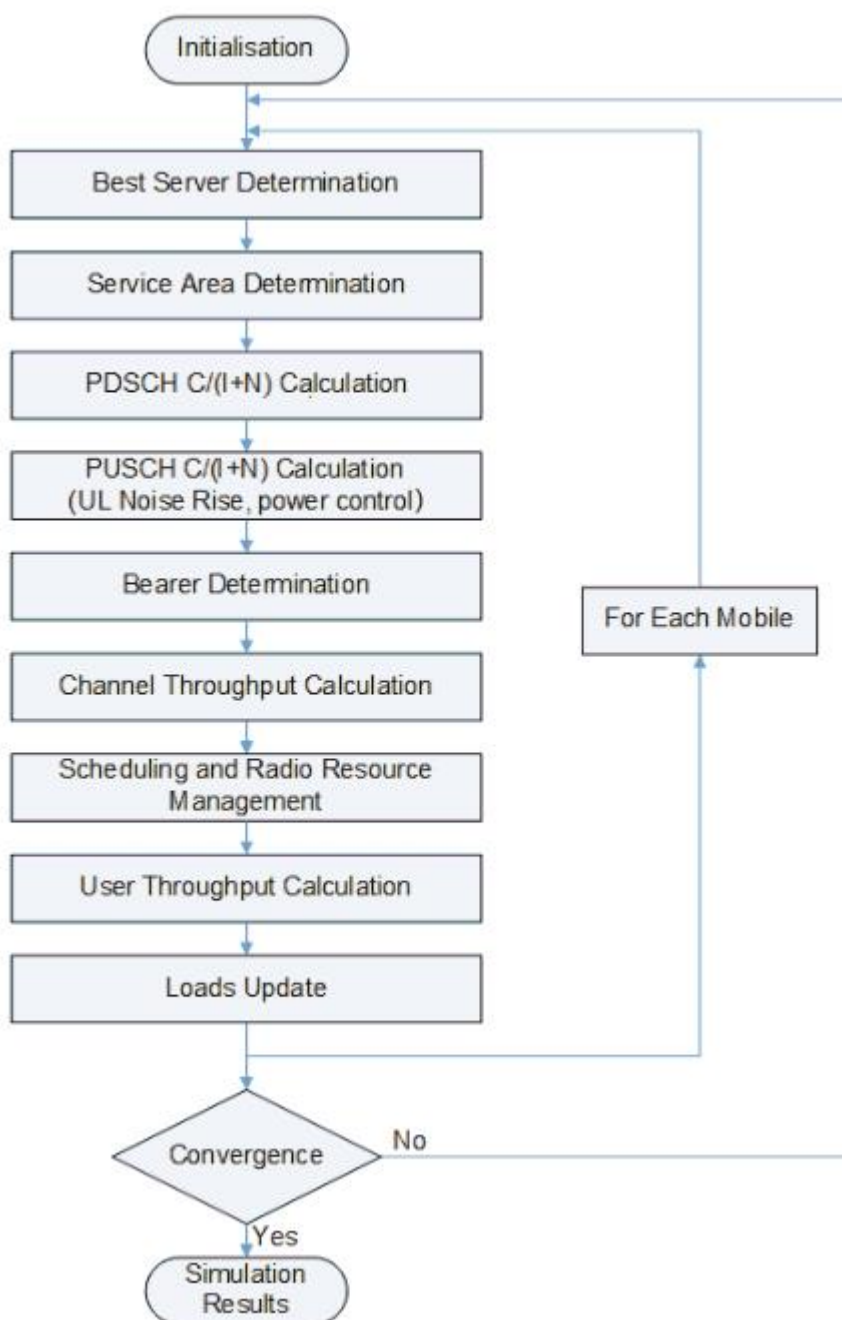 Initialisation
Best Server Determination
Service Area Determination
PDSCH C/(I+N) Calculation
PUSCH C/(I+N) Calculation
(UL Noise Rise, power control)
Bearer Determination
For Each Mobile
Channel Throughput Calculation
Scheduling and Radio Resource
Management
User Throughput Calculation
Loads Update
Convergence
No
Yes
Simulation
Results